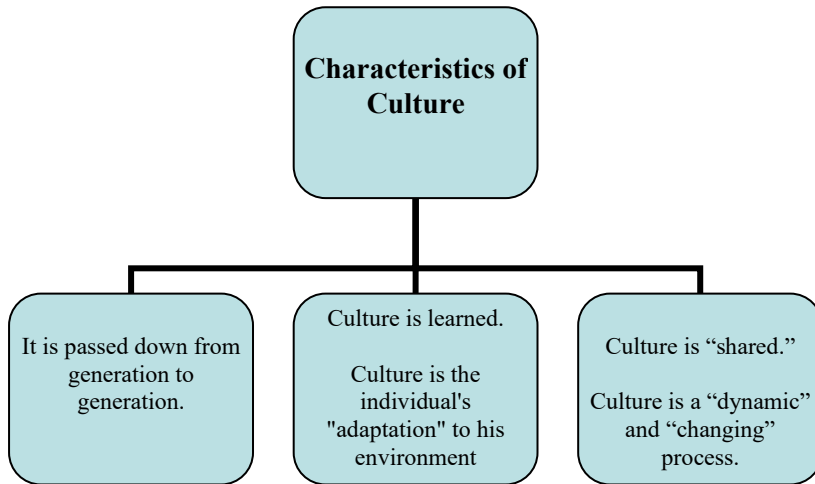 Characteristics of
Culture
It is passed down from
generation to
generation.
Culture is learned.
Culture is the
individual's
"adaptation" to his
environment
Culture is “shared.”
Culture is a “dynamic”
and “changing”
process.